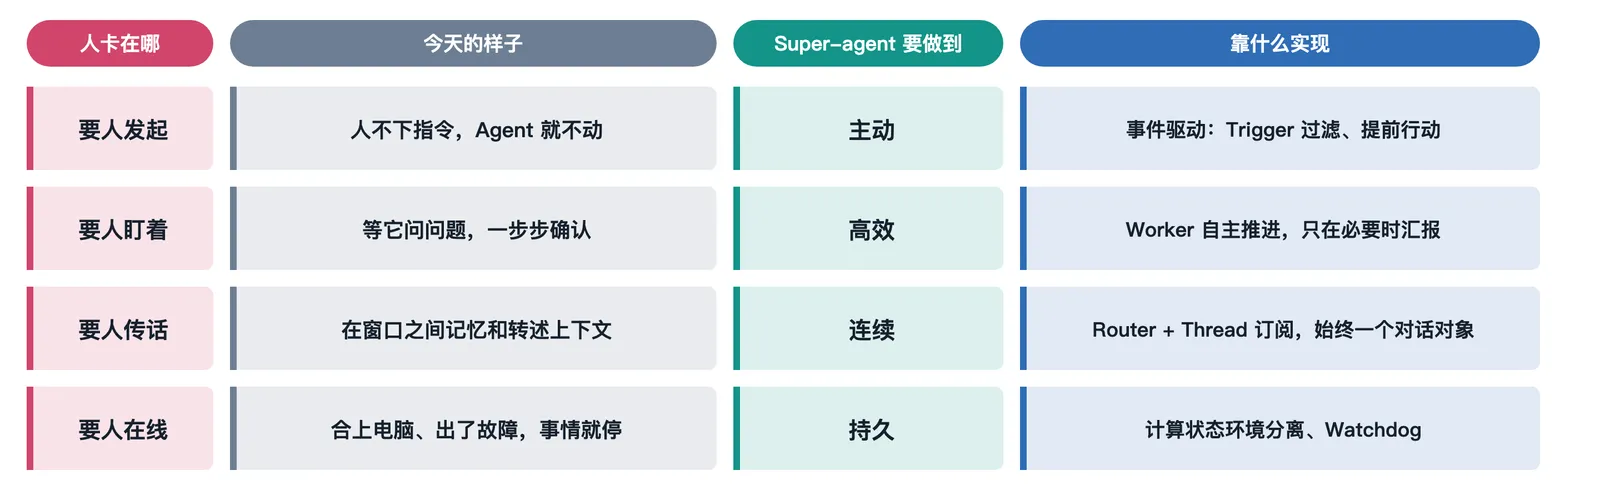 人卡在哪
今天的样子
Super-agent 要做到
靠什么实现
要人发起
人不下指令，Agent 就不动
主动
事件驱动：Trigger 过滤、提前行动
要人盯着
等它问问题，一步步确认
高效
Worker 自主推进，只在必要时汇报
要人传话
在窗口之间记忆和转述上下文
连续
Router + Thread 订阅，始终一个对话对象
要人在线
合上电脑、出了故障，事情就停
持久
计算状态环境分离、Watchdog